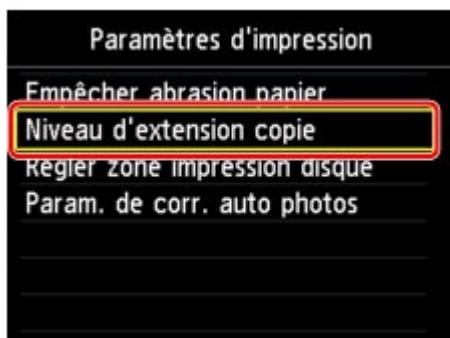 Paramètres d'impression
Empêcher abrasion papier
Niveau d'extension copie
Régler zone impression disque
Param. de corr. auto photos